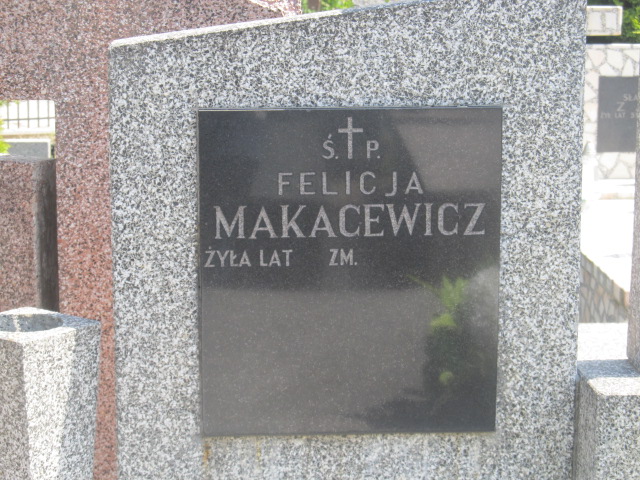 Ś. P.
FELICJA
MAKACEWICZ
ŻYŁA LAT ZM.